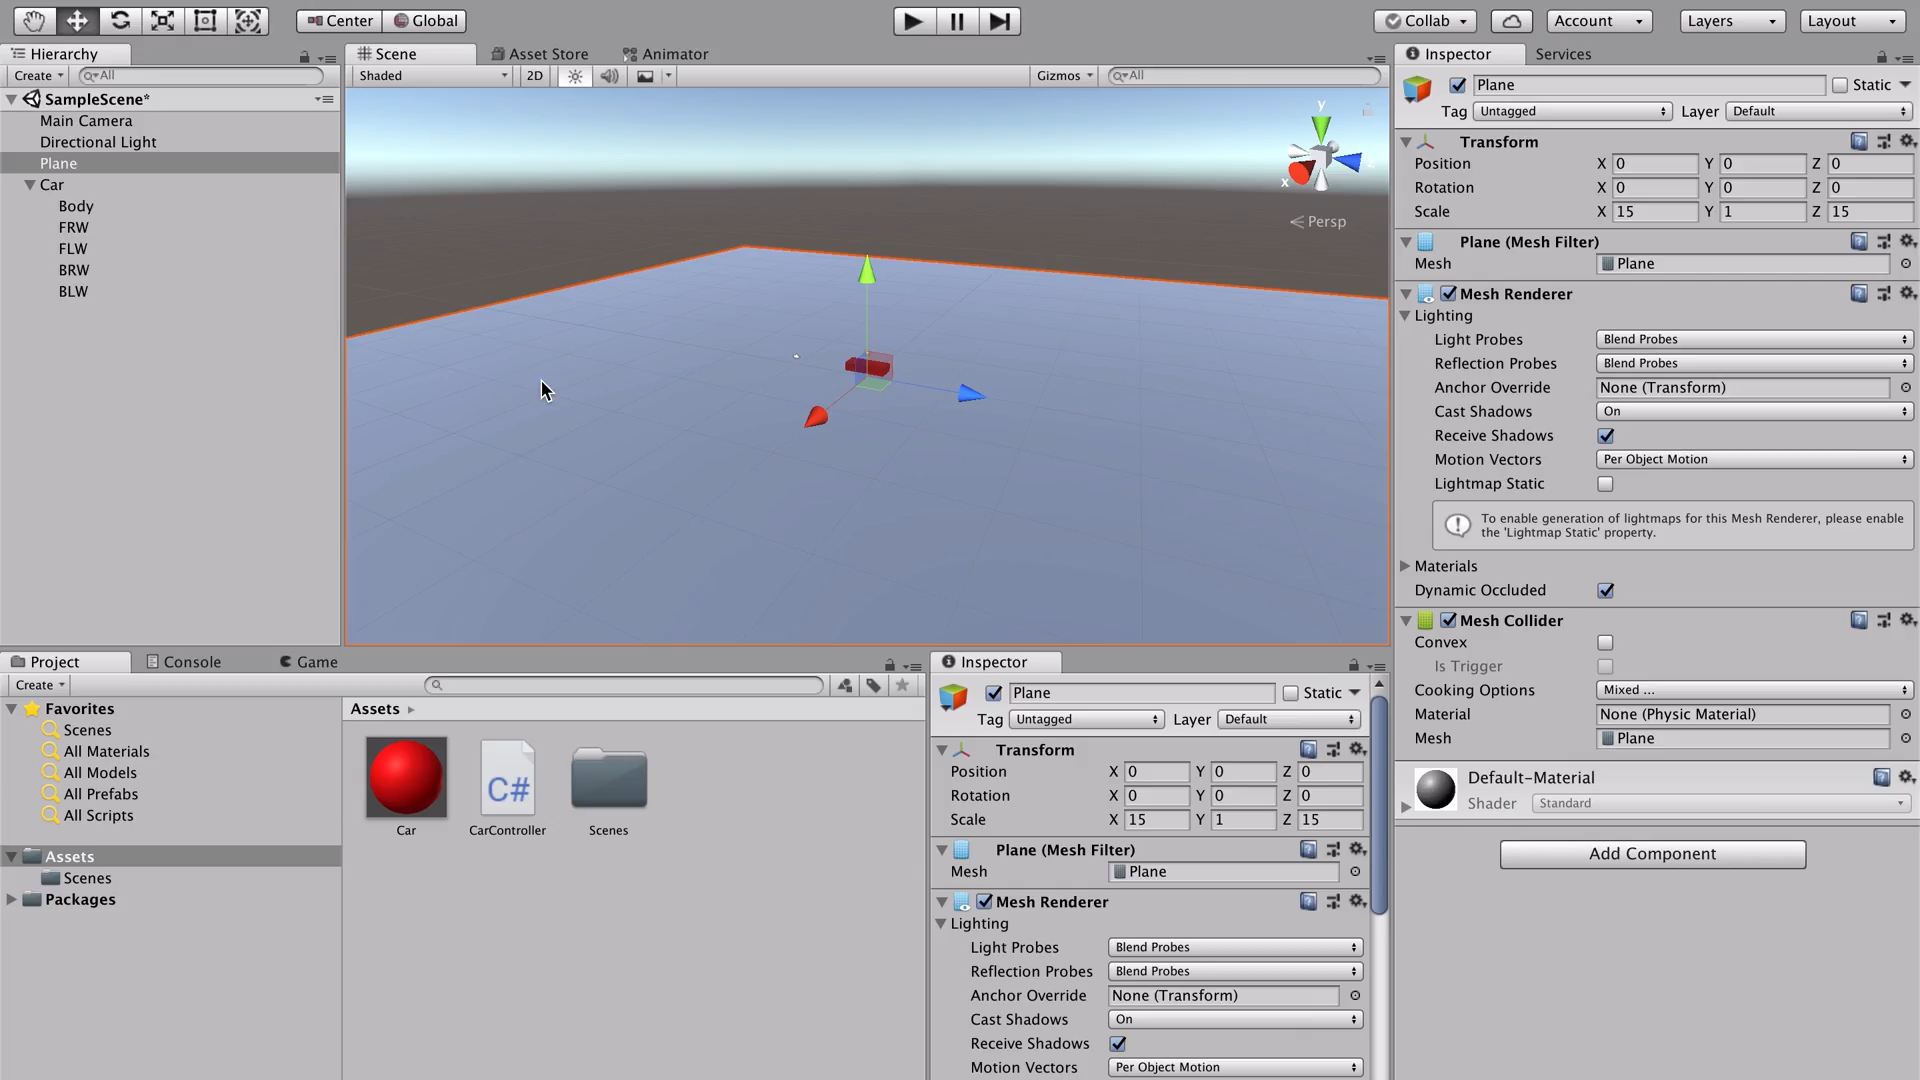 Center Global Collab Account Layers Layout
Hierarchy
Create All
SampleScene*
Main Camera
Directional Light
Plane
Car
Body
FRW
FLW
BRW
BLW
Scene Asset Store Animator
Shaded 2D Gizmos All
y
x
Persp
Inspector Services
Plane Static
Tag Untagged Layer Default
Transform
Position X 0 Y 0 Z 0
Rotation X 0 Y 0 Z 0
Scale X 15 Y 1 Z 15
Plane (Mesh Filter)
Mesh Plane
Mesh Renderer
Lighting
Light Probes Blend Probes
Reflection Probes Blend Probes
Anchor Override None (Transform)
Cast Shadows On
Receive Shadows
Motion Vectors Per Object Motion
Lightmap Static
To enable generation of lightmaps for this Mesh Renderer, please enable
the 'Lightmap Static' property.
Materials
Dynamic Occluded
Mesh Collider
Convex
Is Trigger
Cooking Options Mixed ...
Material None (Physic Material)
Mesh Plane
Default-Material
Shader Standard
Add Component
Project Console Game
Create
Favorites
Scenes
All Materials
All Models
All Prefabs
All Scripts
Assets
Scenes
Packages
Assets
C#
Car CarController Scenes
Inspector
Plane Static
Tag Untagged Layer Default
Transform
Position X 0 Y 0 Z 0
Rotation X 0 Y 0 Z 0
Scale X 15 Y 1 Z 15
Plane (Mesh Filter)
Mesh Plane
Mesh Renderer
Lighting
Light Probes Blend Probes
Reflection Probes Blend Probes
Anchor Override None (Transform)
Cast Shadows On
Receive Shadows
Motion Vectors Per Object Motion